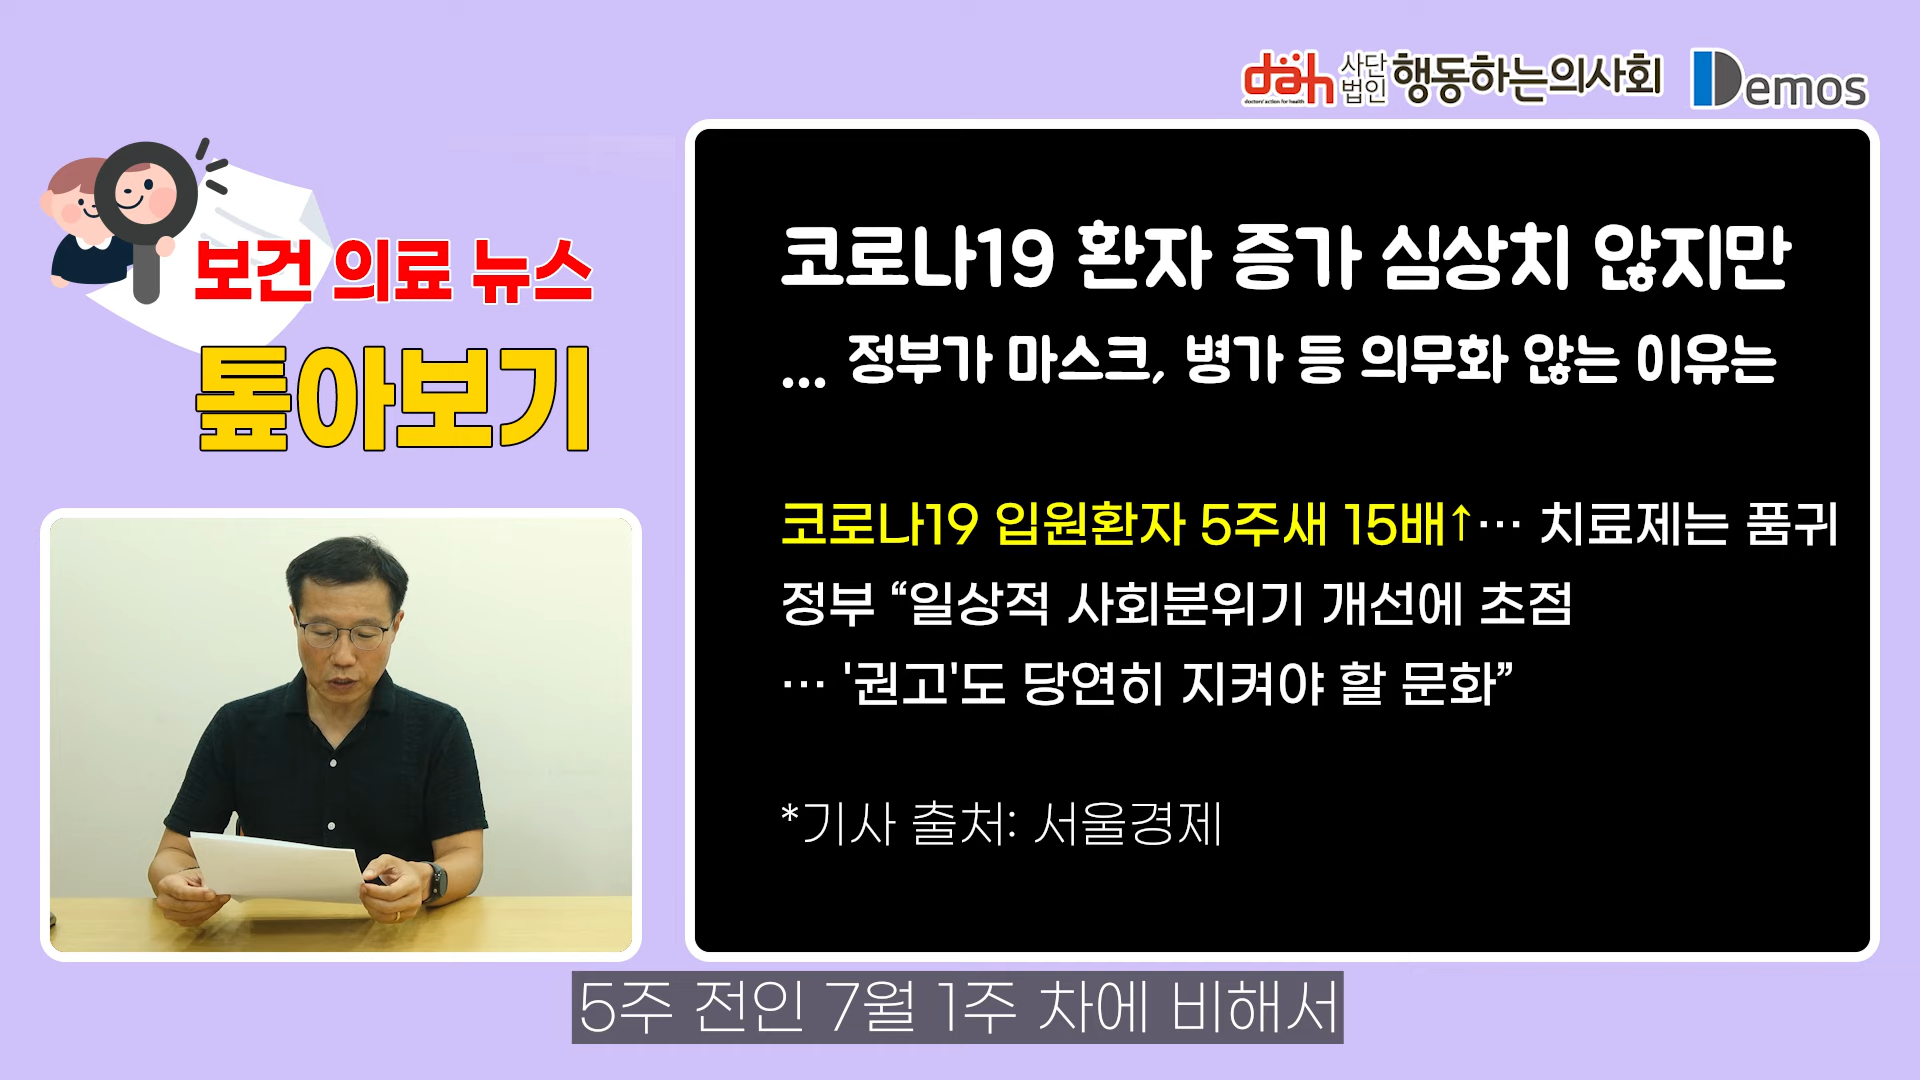 däh 사단법인 행동하는의사회 Demos
doctors' action for health
보건 의료 뉴스
톺아보기
코로나19 환자 증가 심상치 않지만
... 정부가 마스크, 병가 등 의무화 않는 이유는
코로나19 입원환자 5주새 15배↑… 치료제는 품귀
정부 “일상적 사회분위기 개선에 초점
… '권고'도 당연히 지켜야 할 문화”
*기사 출처: 서울경제
5주 전인 7월 1주 차에 비해서